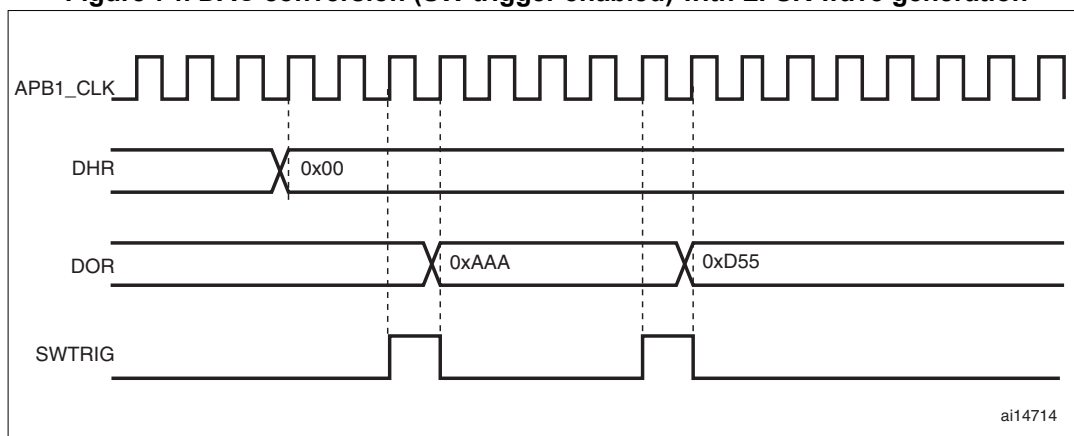 APB1_CLK
DHR
0x00
DOR
0xAAA
0xD55
SWTRIG
ai14714